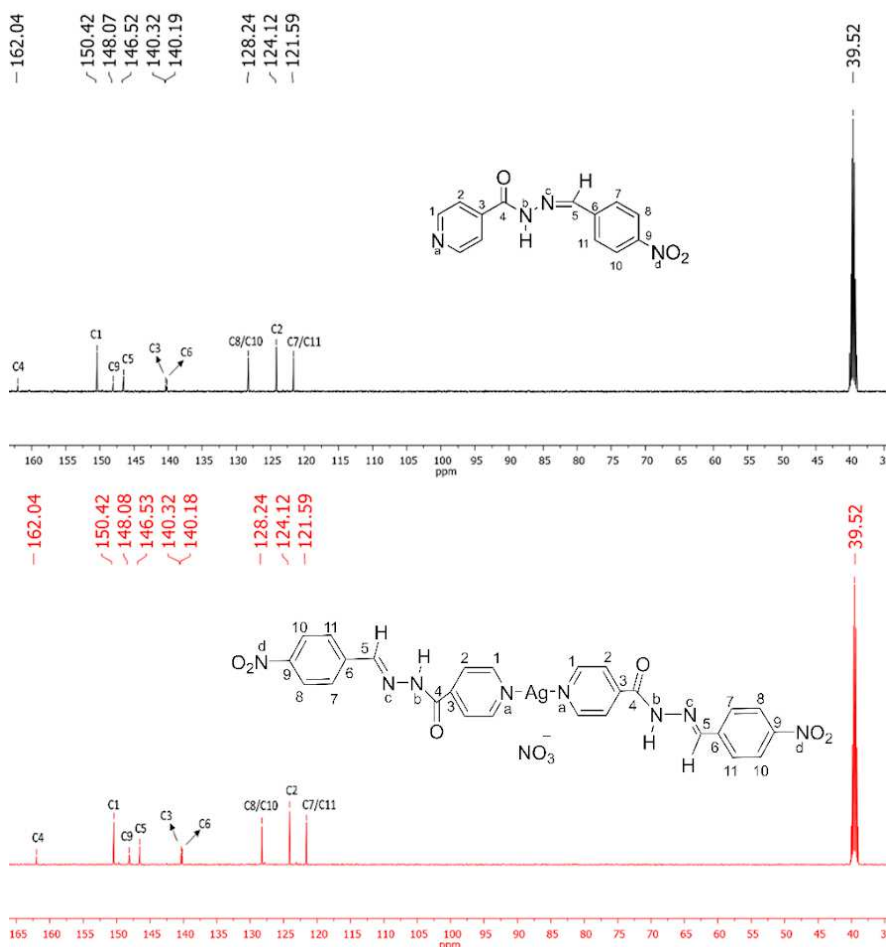 162.04
150.42
148.07
146.52
140.32
140.19
128.24
124.12
121.59
39.52
O
H
1
2
3
4
N
b
H
N
c
5
6
7
8
9
10
11
N
a
NO₂
d
C4
C1
C9
C5
C3
C6
C8/C10
C2
C7/C11
160 155 150 145 140 135 130 125 120 115 110 105 100 95 90 85 80 75 70 65 60 55 50 45 40 35
ppm
162.04
150.42
148.08
146.53
140.32
140.18
128.24
124.12
121.59
39.52
10 11 H
d
O₂N
9
5
8 7
6
N
c
H
N
b
4
O
2
3
1
N
a
Ag
N
a
1
2
3
O
4
N
b
H
N
c
5
H
6
7
8
9
11
10
NO₂
d
NO₃⁻
C4
C1
C9
C5
C3
C6
C8/C10
C2
C7/C11
165 160 155 150 145 140 135 130 125 120 115 110 105 100 95 90 85 80 75 70 65 60 55 50 45 40
ppm